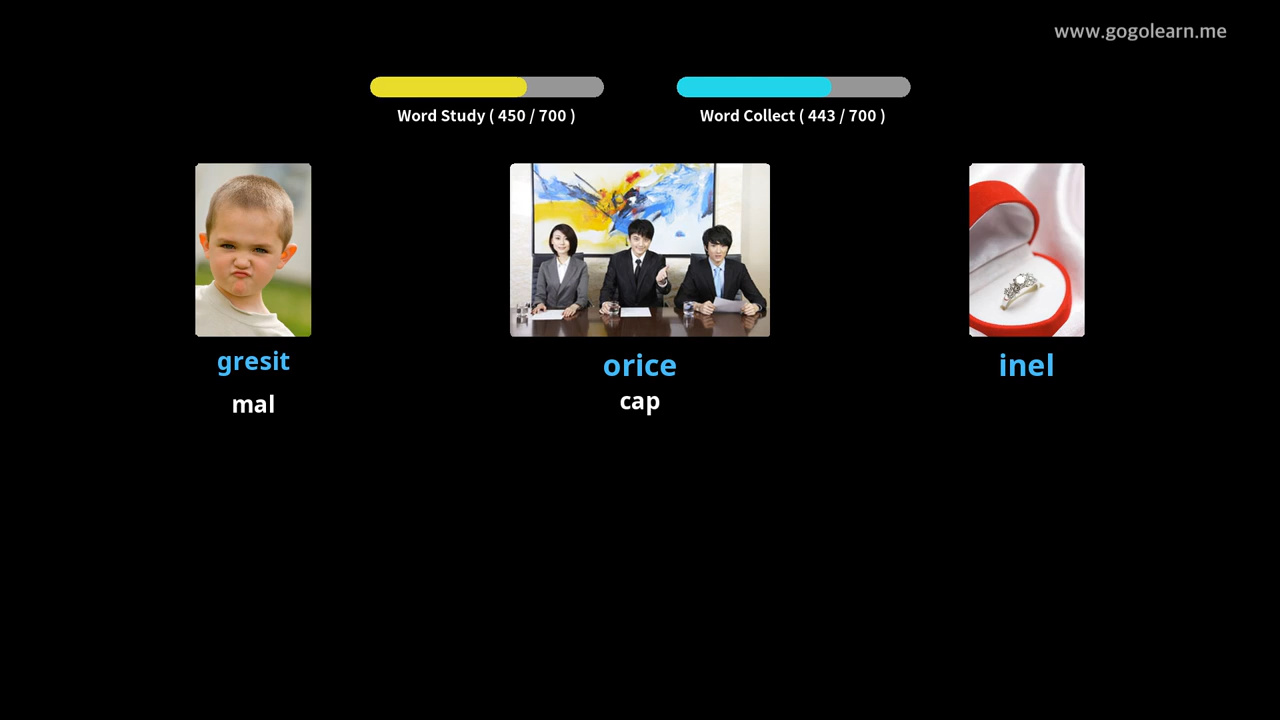 www.gogolearn.me
Word Study ( 450 / 700 )
Word Collect ( 443 / 700 )
gresit
mal
orice
cap
inel